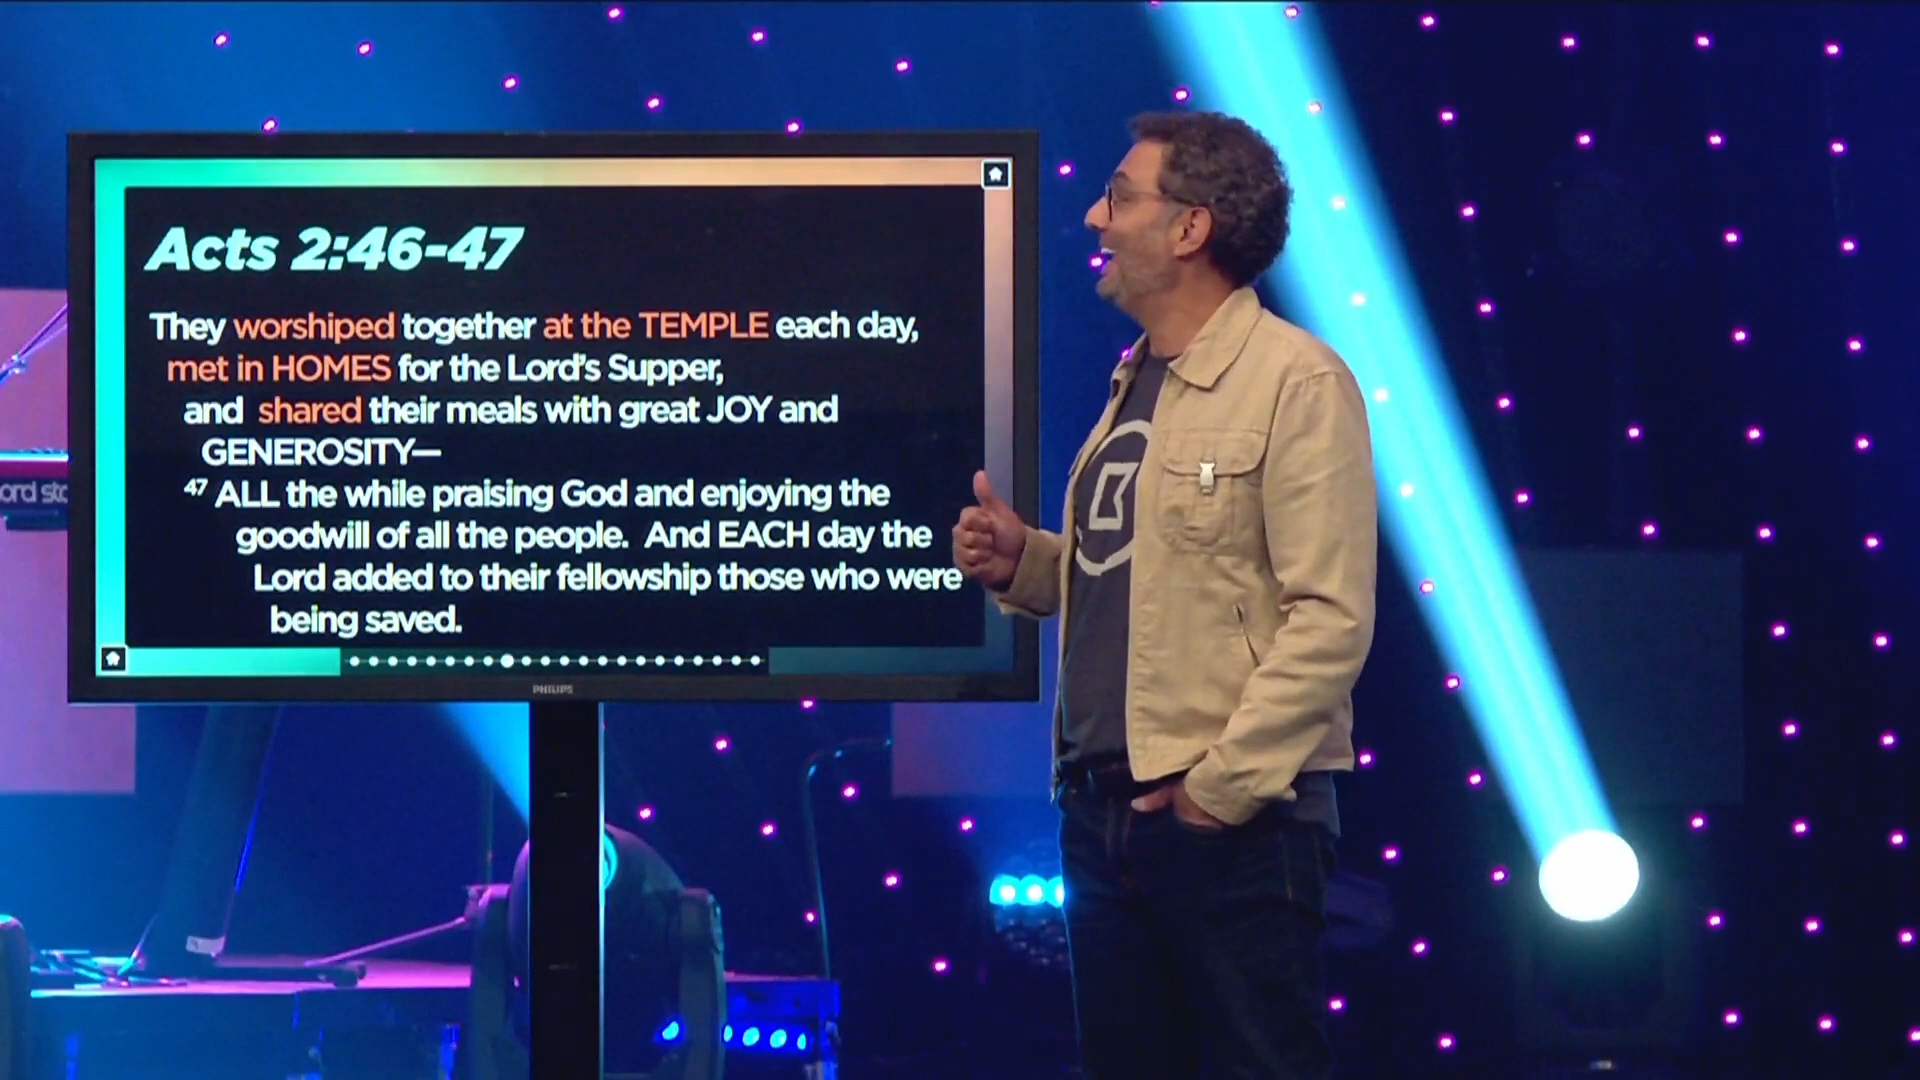 Acts 2:46-47
They worshiped together at the TEMPLE each day,
met in HOMES for the Lord's Supper,
and shared their meals with great JOY and
GENEROSITY—
47 ALL the while praising God and enjoying the
goodwill of all the people. And EACH day the
Lord added to their fellowship those who were
being saved.
PHILIPS